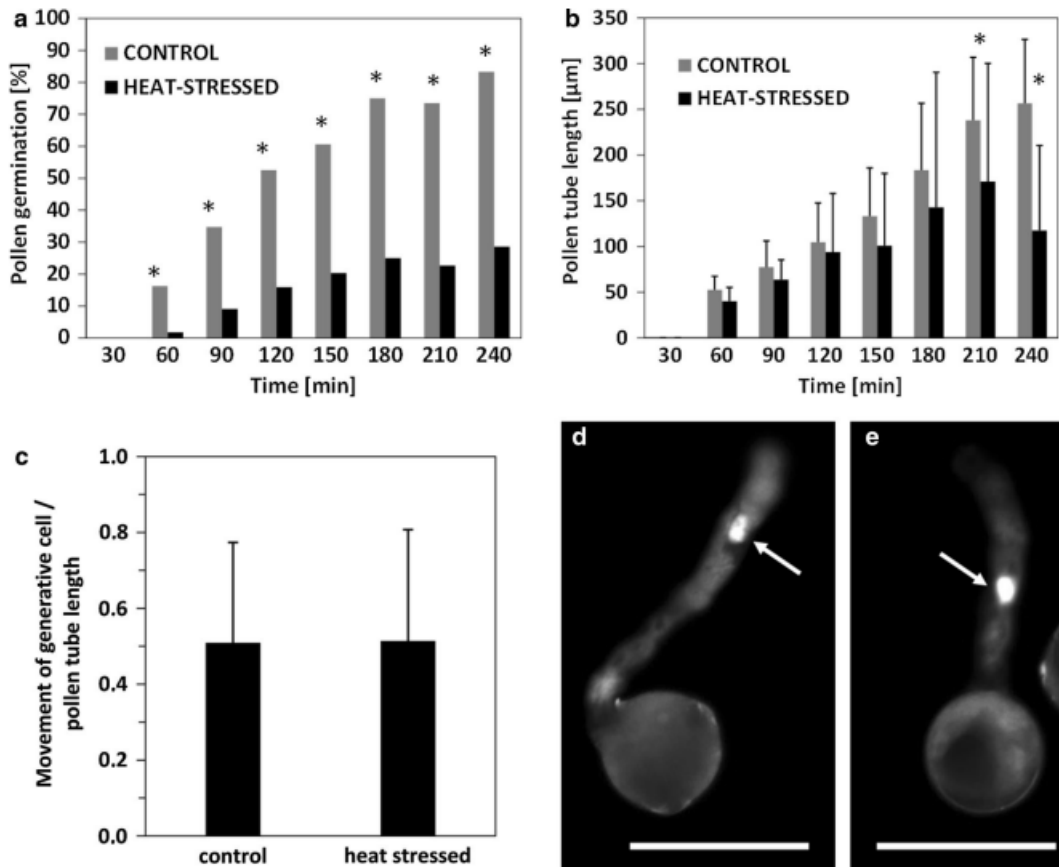 a
100
90
80
70
60
50
40
30
20
10
0
Pollen germination [%]
CONTROL
HEAT-STRESSED
*
*
*
*
*
*
*
30 60 90 120 150 180 210 240
Time [min]
b
350
300
250
200
150
100
50
0
Pollen tube length [µm]
CONTROL
HEAT-STRESSED
*
*
30 60 90 120 150 180 210 240
Time [min]
c
1.0
0.8
0.6
0.4
0.2
0.0
Movement of generative cell /
pollen tube length
control heat stressed
d
e